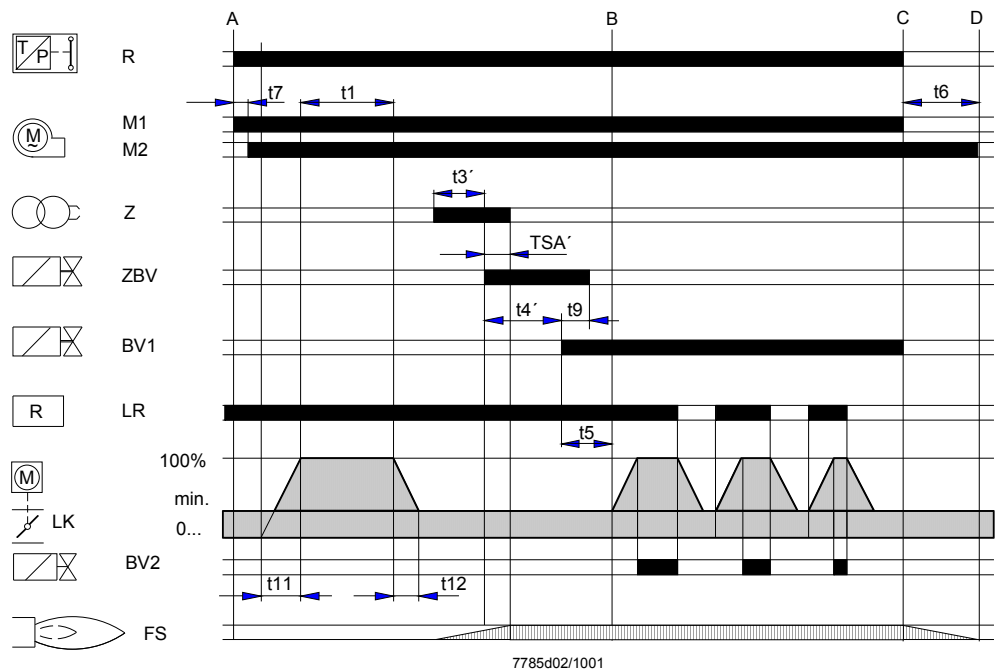 A B C D
T P R
t7 t1 t6
M1
M ~ M2
t3´
Z
TSA´
ZBV
t4´ t9
BV1
R LR
t5
100%
M
min.
LK
0...
BV2
t11 t12
FS
7785d02/1001